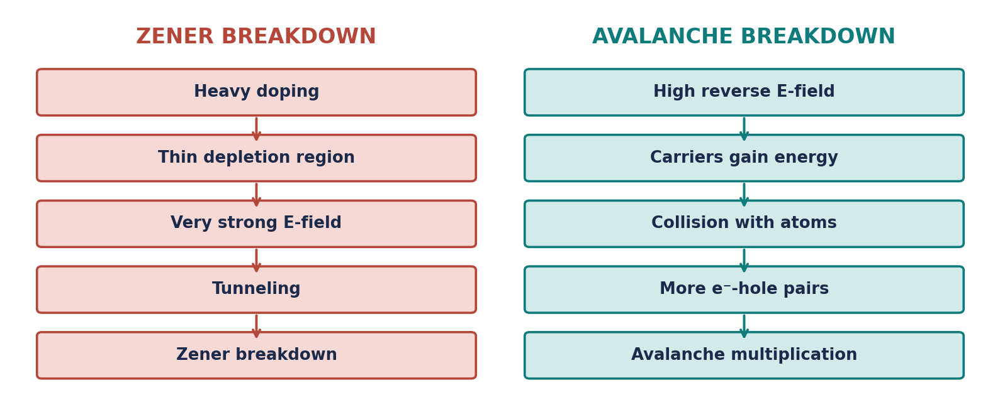 ZENER BREAKDOWN
Heavy doping
Thin depletion region
Very strong E-field
Tunneling
Zener breakdown
AVALANCHE BREAKDOWN
High reverse E-field
Carriers gain energy
Collision with atoms
More e⁻-hole pairs
Avalanche multiplication